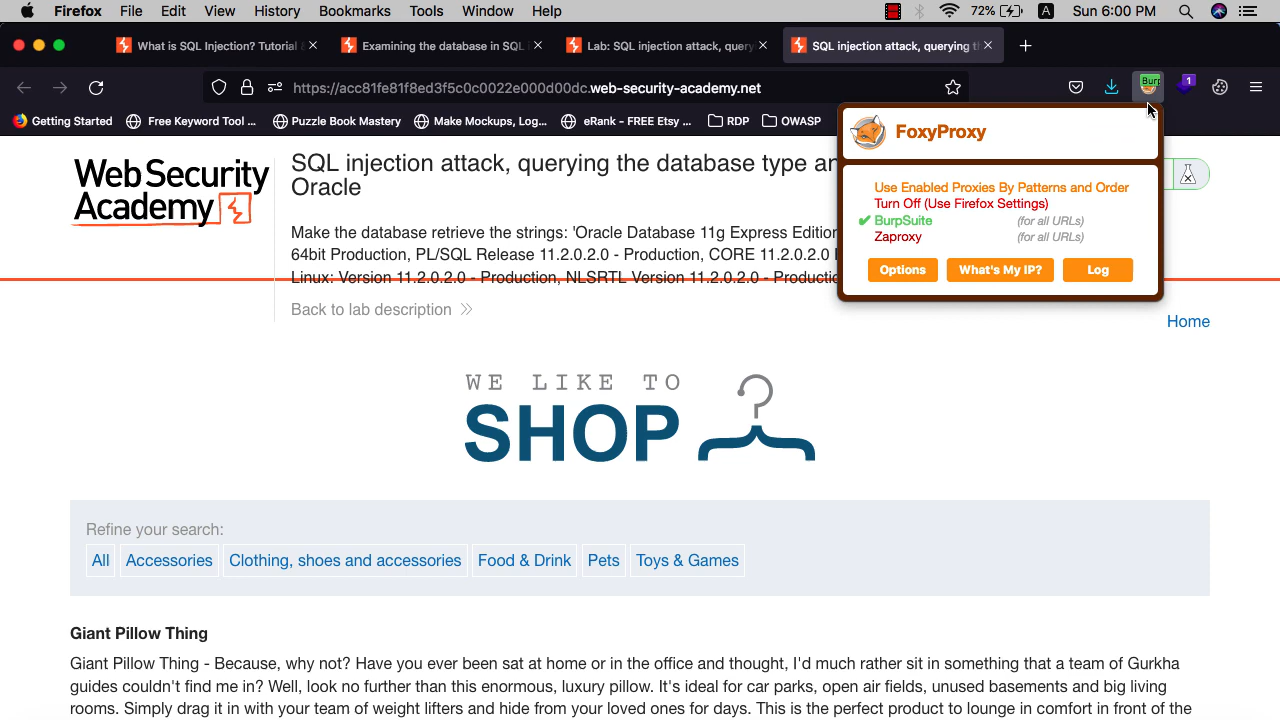 Firefox File Edit View History Bookmarks Tools Window Help 72% A Sun 6:00 PM
What is SQL Injection? Tutorial
Examining the database in SQL
Lab: SQL injection attack, query
SQL injection attack, querying
https://acc81fe81f8ed3f5c0c0022e000d00dc.web-security-academy.net
Burp
1
Getting Started Free Keyword Tool ... Puzzle Book Mastery Make Mockups, Log... eRank - FREE Etsy ... RDP OWASP
FoxyProxy
Use Enabled Proxies By Patterns and Order
Turn Off (Use Firefox Settings)
BurpSuite (for all URLs)
Zaproxy (for all URLs)
Options What's My IP? Log
Web Security
Academy
SQL injection attack, querying the database type
Oracle
Make the database retrieve the strings: 'Oracle Database 11g Express Edition
64bit Production, PL/SQL Release 11.2.0.2.0 - Production, CORE 11.2.0.2.0
Linux: Version 11.2.0.2.0 - Production, NLSRTL Version 11.2.0.2.0 -
Back to lab description
Home
WE LIKE TO
SHOP
Refine your search:
All Accessories Clothing, shoes and accessories Food & Drink Pets Toys & Games
Giant Pillow Thing
Giant Pillow Thing - Because, why not? Have you ever been sat at home or in the office and thought, I'd much rather sit in something that a team of Gurkha
guides couldn't find me in? Well, look no further than this enormous, luxury pillow. It's ideal for car parks, open air fields, unused basements and big living
rooms. Simply drag it in with your team of weight lifters and hide from your loved ones for days. This is the perfect product to lounge in comfort in front of the